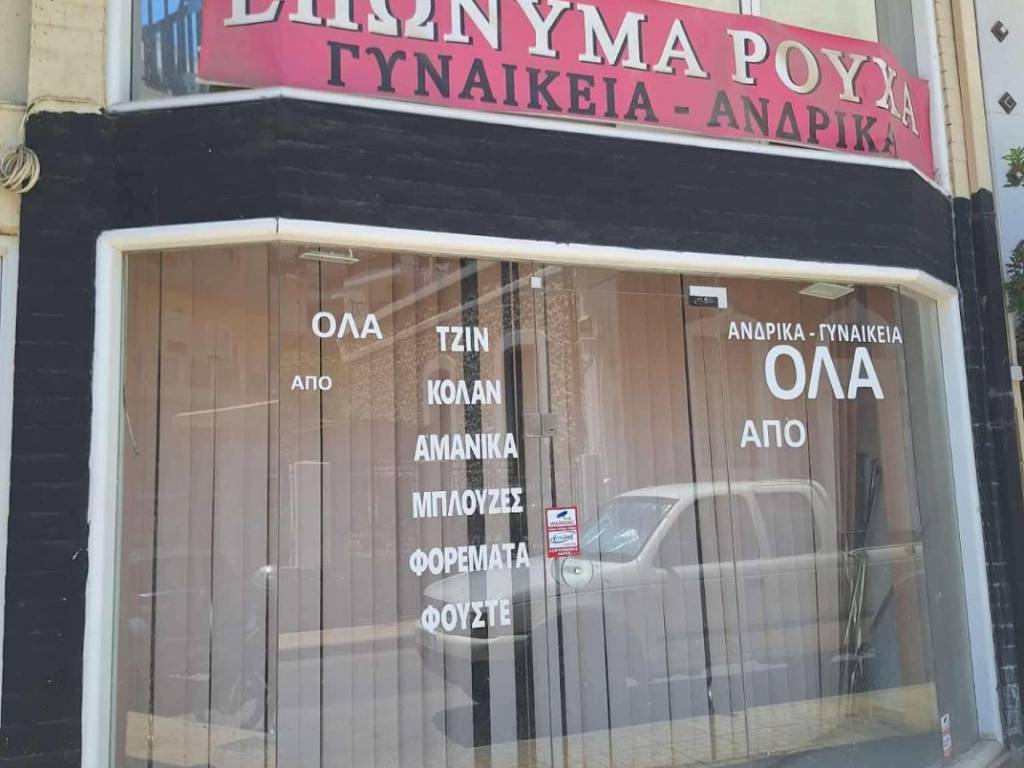 ΕΠΩΝΥΜΑ ΡΟΥΧΑ
ΓΥΝΑΙΚΕΙΑ - ΑΝΔΡΙΚΑ
ΟΛΑ
ΑΠΟ
ΤΖΙΝ
ΚΟΛΑΝ
ΑΜΑΝΙΚΑ
ΜΠΛΟΥΖΕΣ
ΦΟΡΕΜΑΤΑ
ΦΟΥΣΤΕ
ΑΝΔΡΙΚΑ - ΓΥΝΑΙΚΕΙΑ
ΟΛΑ
ΑΠΟ